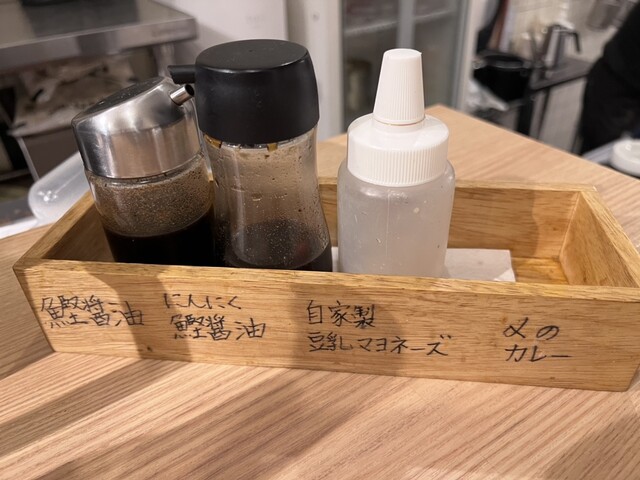 鰹醤油
にんにく
鰹醤油
自家製
豆乳マヨネーズ
〆の
カレー